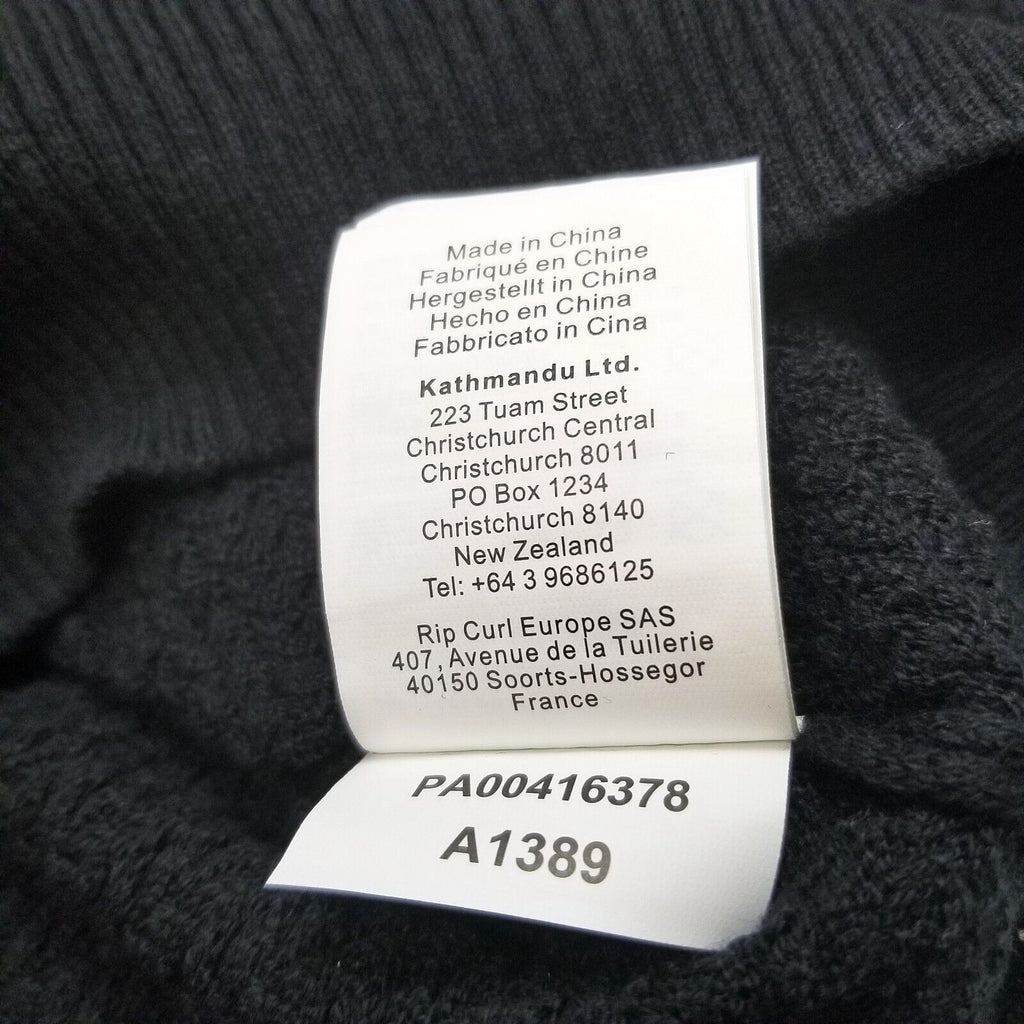 Made in China
Fabriqué en Chine
Hergestellt in China
Hecho en China
Fabbricato in Cina
Kathmandu Ltd.
223 Tuam Street
Christchurch Central
Christchurch 8011
PO Box 1234
Christchurch 8140
New Zealand
Tel: +64 3 9686125
Rip Curl Europe SAS
407, Avenue de la Tuilerie
40150 Soorts-Hossegor
France
PA00416378
A1389